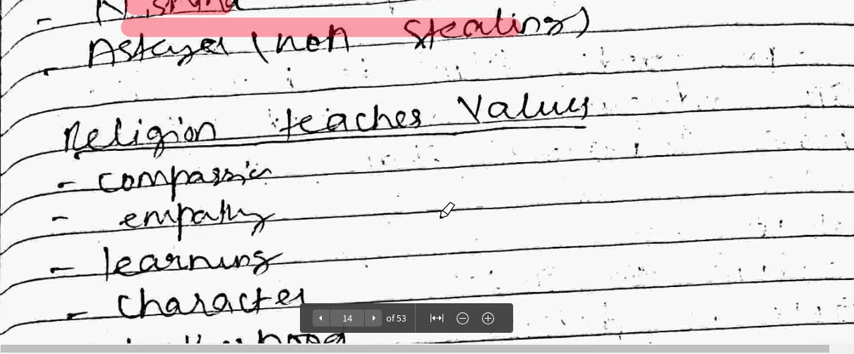 - Asteya (non stealing)
Religion teaches values
- compassion
- empathy
- learning
- character
14 of 53